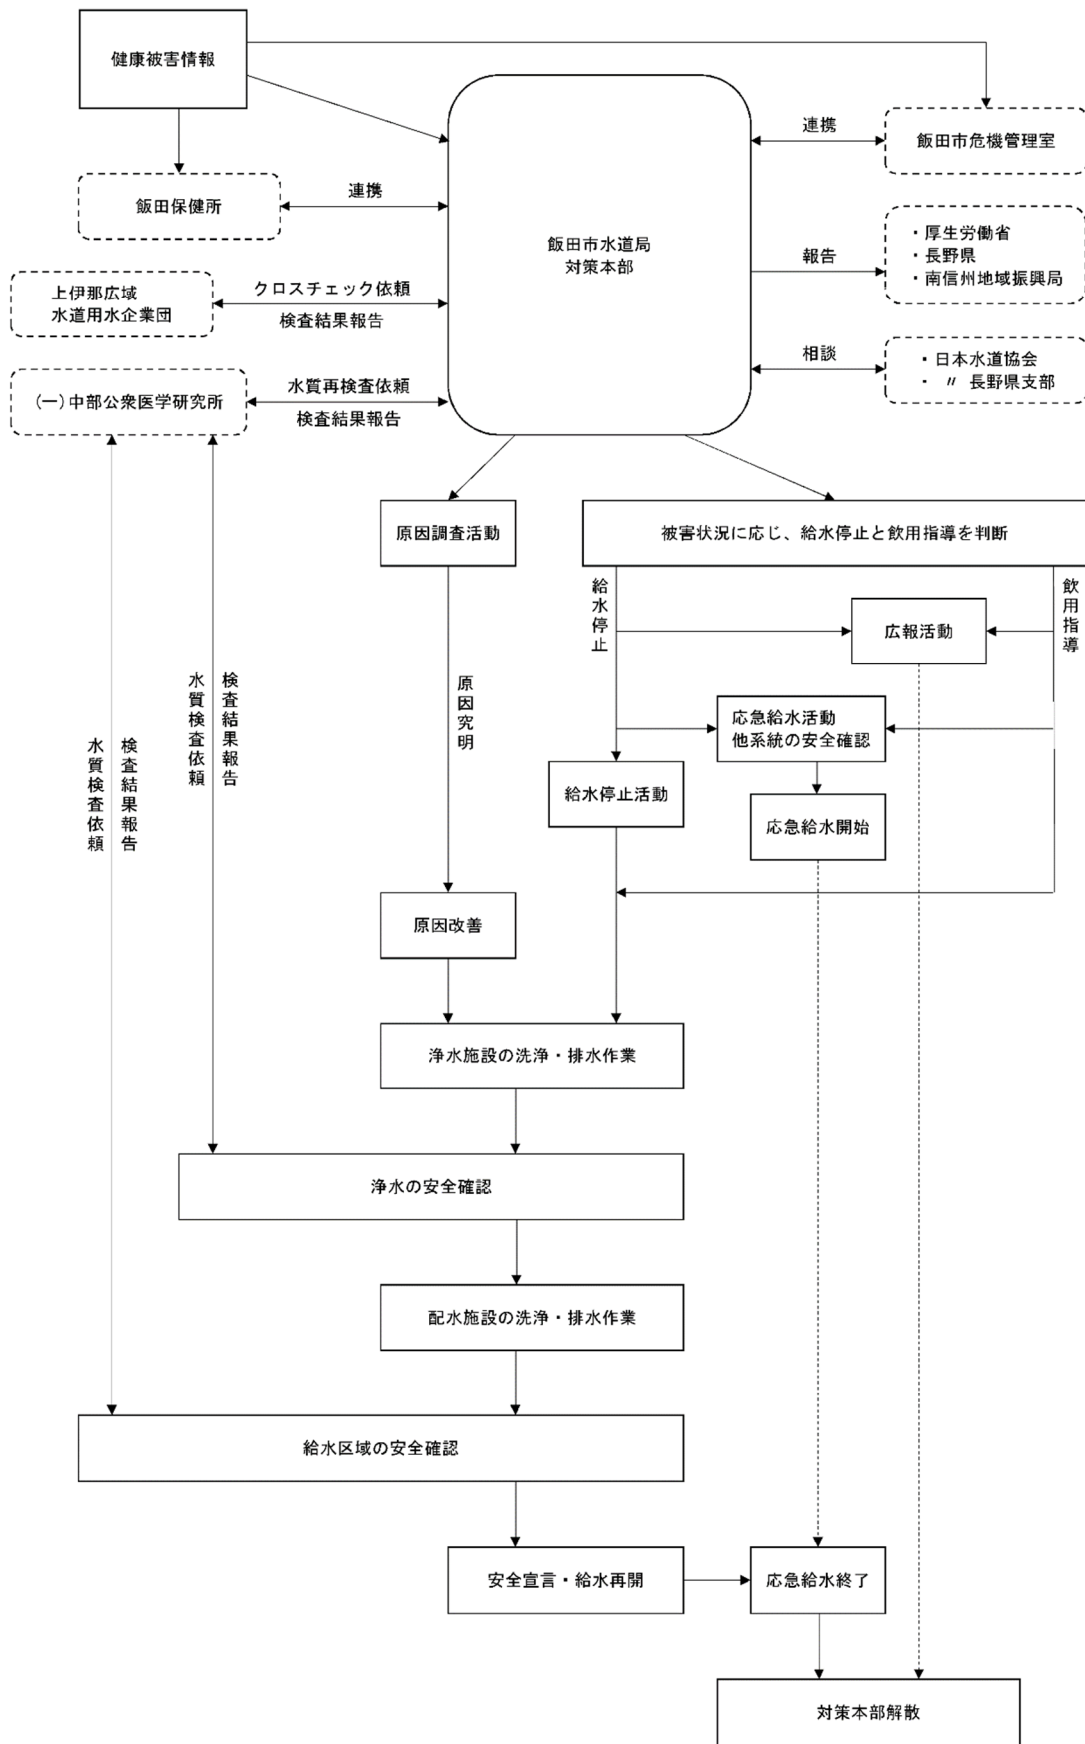 健康被害情報
飯田市水道局
対策本部
連携
飯田市危機管理室
飯田保健所
連携
報告
・厚生労働省
・長野県
・南信州地域振興局
上伊那広域
水道用水企業団
クロスチェック依頼
検査結果報告
相談
・日本水道協会
・ 〃 長野県支部
(一)中部公衆医学研究所
水質再検査依頼
検査結果報告
原因調査活動
被害状況に応じ、給水停止と飲用指導を判断
給水停止
飲用指導
広報活動
水質検査依頼
検査結果報告
水質検査依頼
検査結果報告
原因究明
応急給水活動
他系統の安全確認
給水停止活動
応急給水開始
原因改善
浄水施設の洗浄・排水作業
浄水の安全確認
配水施設の洗浄・排水作業
給水区域の安全確認
安全宣言・給水再開
応急給水終了
対策本部解散